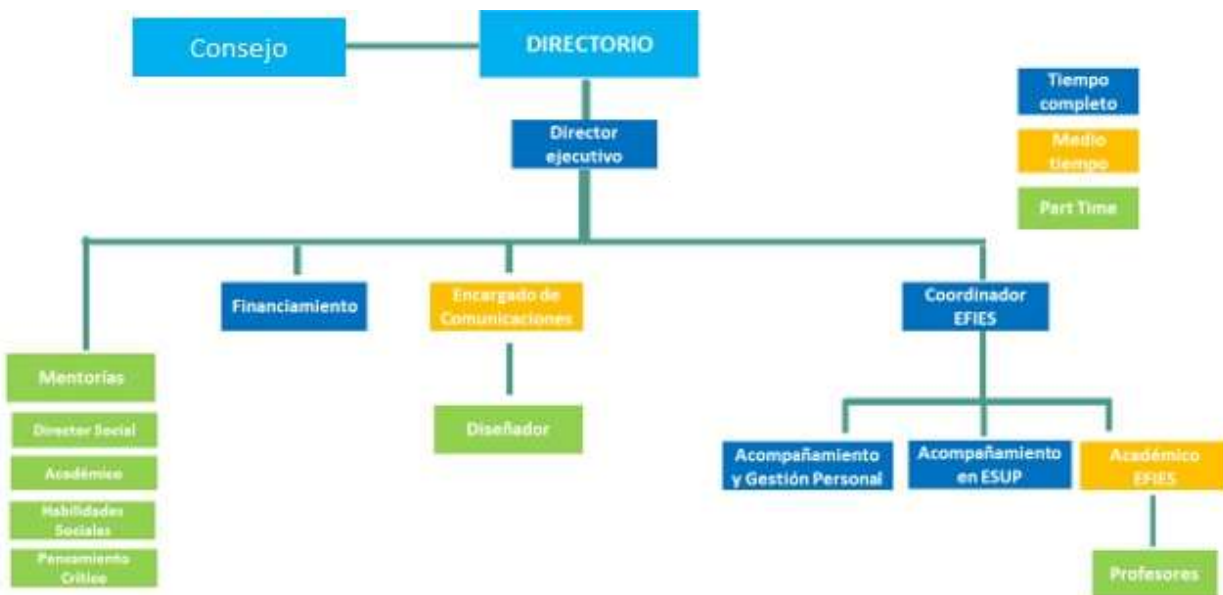 Consejo
DIRECTORIO
Tiempo
completo
Medio
tiempo
Part Time
Director
ejecutivo
Financiamiento
Encargado de
Comunicaciones
Coordinador
EFIES
Mentorías
Director Social
Académico
Habilidades
Sociales
Pensamiento
Crítico
Diseñador
Acompañamiento
y Gestión Personal
Acompañamiento
en ESUP
Académico
EFIES
Profesores